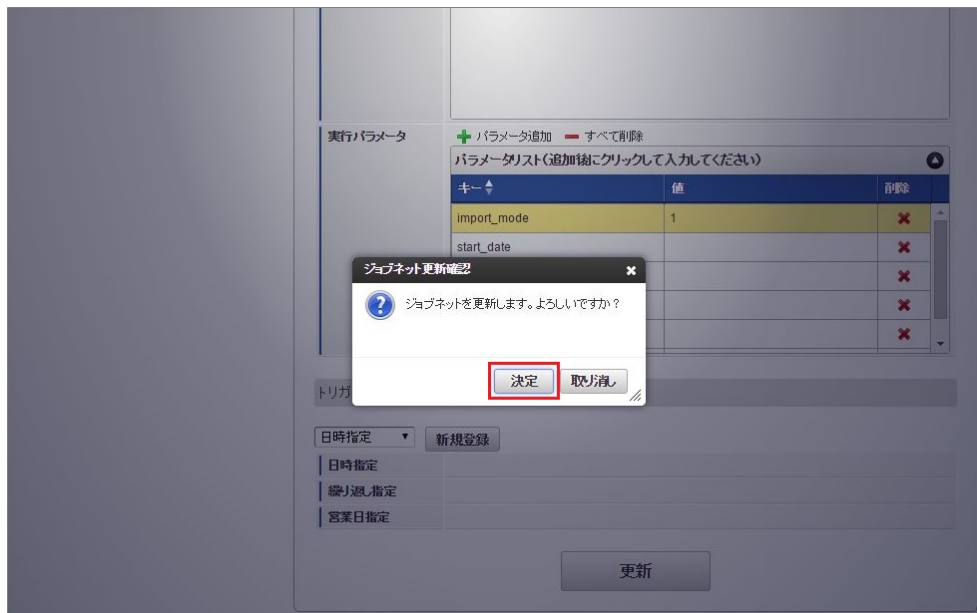 実行パラメータ
パラメータ追加 すべて削除
パラメータリスト(追加後にクリックして入力してください)
キー 値 削除
import_mode 1
start_date
ジョブネット更新確認
ジョブネットを更新します。よろしいですか?
決定 取り消し
トリガ
日時指定 新規登録
日時指定
繰り返し指定
営業日指定
更新